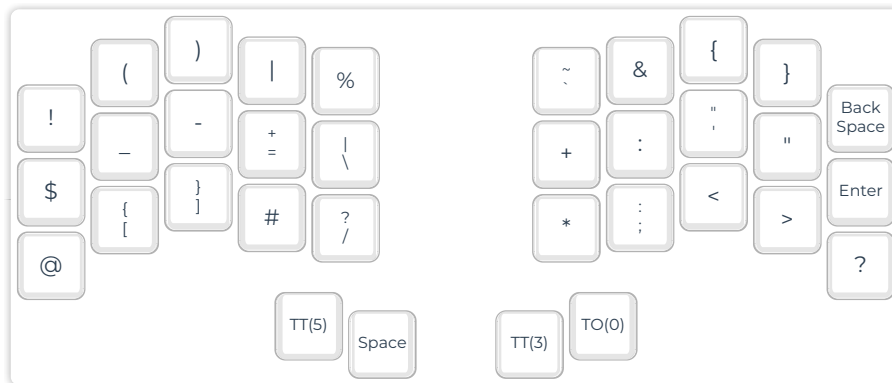 ! ( ) | % ~ & { } Back
` Space
$ _ - + | + : " " Enter
= \ '
@ { } # ? * : < > ?
[ ] / ;
TT(5) Space TT(3) TO(0)